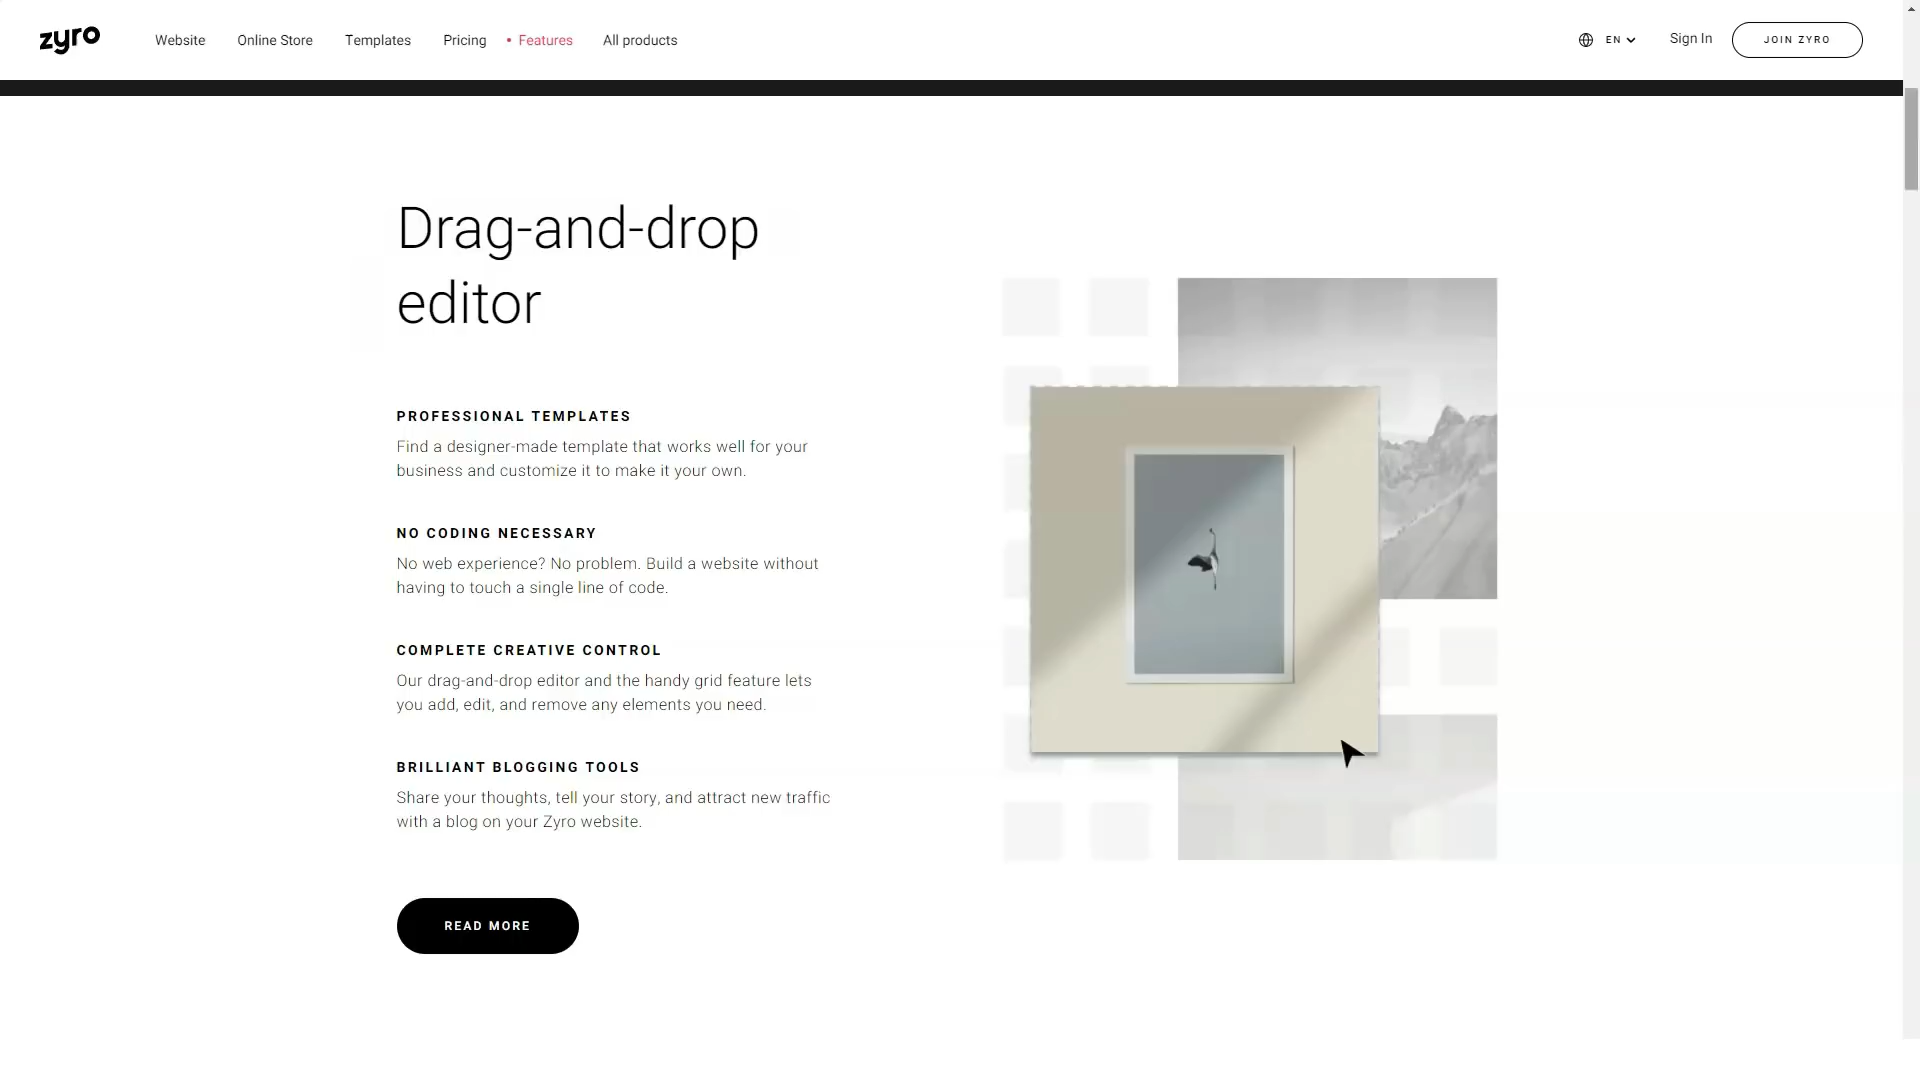 zyro
Website Online Store Templates Pricing • Features All products
EN Sign In JOIN ZYRO
Drag-and-drop
editor
PROFESSIONAL TEMPLATES
Find a designer-made template that works well for your
business and customize it to make it your own.
NO CODING NECESSARY
No web experience? No problem. Build a website without
having to touch a single line of code.
COMPLETE CREATIVE CONTROL
Our drag-and-drop editor and the handy grid feature lets
you add, edit, and remove any elements you need.
BRILLIANT BLOGGING TOOLS
Share your thoughts, tell your story, and attract new traffic
with a blog on your Zyro website.
READ MORE